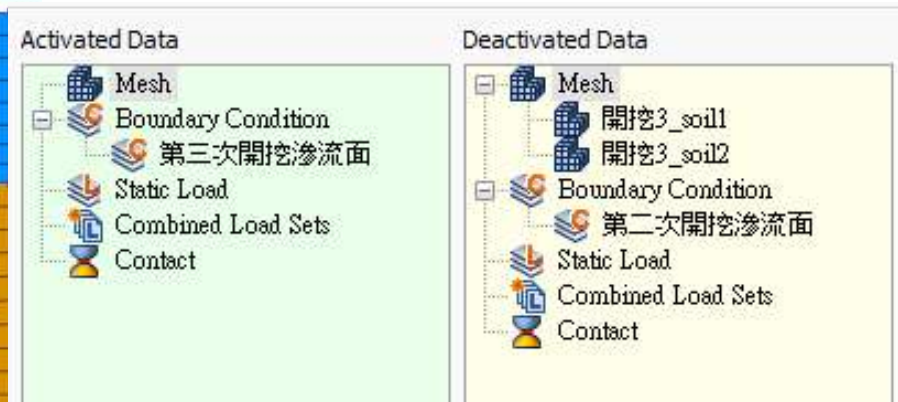 Activated Data
Mesh
Boundary Condition
第三次開挖滲流面
Static Load
Combined Load Sets
Contact
Deactivated Data
Mesh
開挖3_soil1
開挖3_soil2
Boundary Condition
第二次開挖滲流面
Static Load
Combined Load Sets
Contact